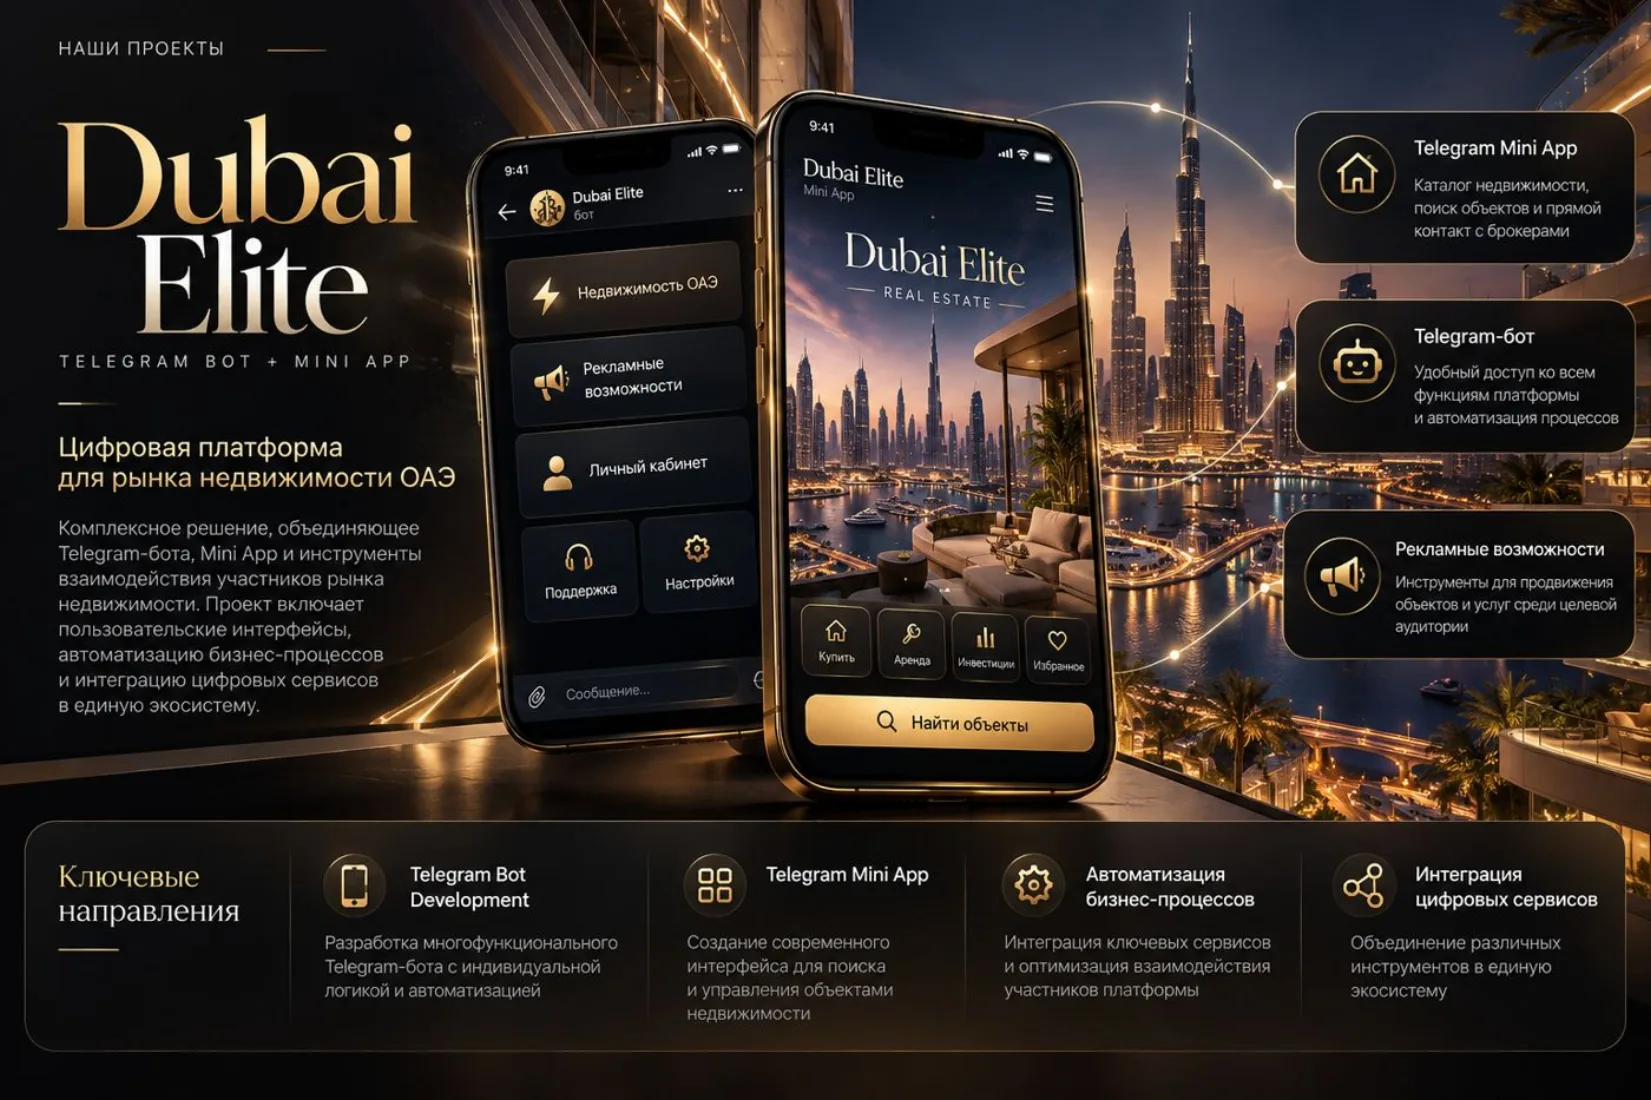 НАШИ ПРОЕКТЫ
Dubai
Elite
TELEGRAM BOT + MINI APP
Цифровая платформа
для рынка недвижимости ОАЭ
Комплексное решение, объединяющее
Telegram-бота, Mini App и инструменты
взаимодействия участников рынка
недвижимости. Проект включает
пользовательские интерфейсы,
автоматизацию бизнес-процессов
и интеграцию цифровых сервисов
в единую экосистему.
9:41
Dubai Elite
бот
Недвижимость ОАЭ
Рекламные
возможности
Личный кабинет
Поддержка
Настройки
Сообщение...
9:41
Dubai Elite
Mini App
Dubai Elite
REAL ESTATE
Купить
Аренда
Инвестиции
Избранное
Найти объекты
Telegram Mini App
Каталог недвижимости,
поиск объектов и прямой
контакт с брокерами
Telegram-бот
Удобный доступ ко всем
функциям платформы
и автоматизация процессов
Рекламные возможности
Инструменты для продвижения
объектов и услуг среди целевой
аудитории
Ключевые
направления
Telegram Bot
Development
Разработка многофункционального
Telegram-бота с индивидуальной
логикой и автоматизацией
Telegram Mini App
Создание современного
интерфейса для поиска
и управления объектами
недвижимости
Автоматизация
бизнес-процессов
Интеграция ключевых сервисов
и оптимизация взаимодействия
участников платформы
Интеграция
цифровых сервисов
Объединение различных
инструментов в единую
экосистему